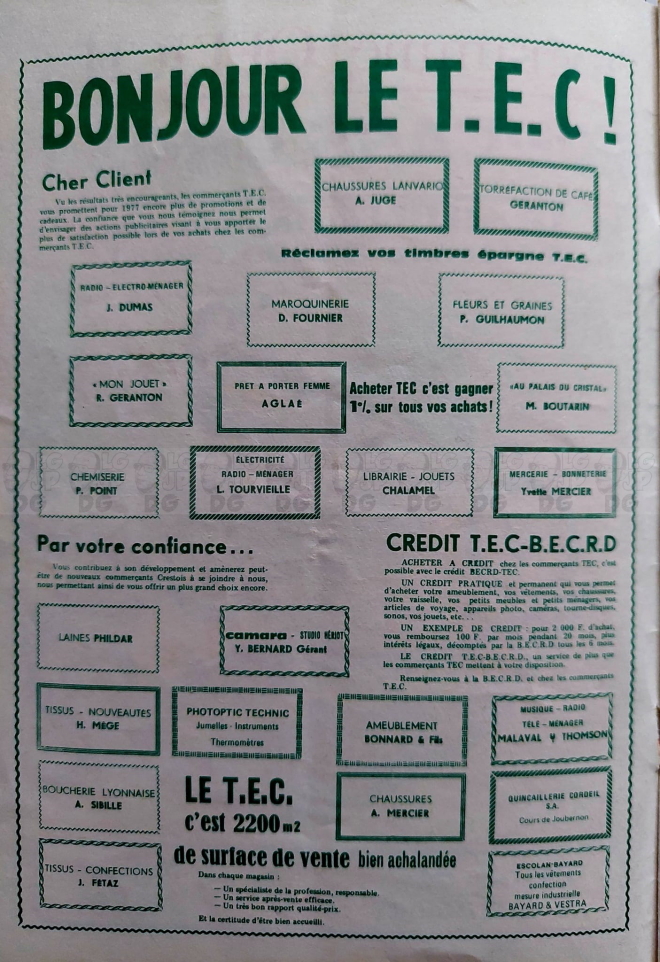 BONJOUR LE T.E.C !
Cher Client
Vu les résultats très encourageants, les commerçants T.E.C.
vous promettent pour 1977 encore plus de promotions et de
cadeaux. La confiance que vous nous témoignez nous permet
d'envisager des actions publicitaires visant à vous apporter le
plus de satisfaction possible lors de vos achats chez les com-
merçants T.E.C.
CHAUSSURES LANVARIO
A. JUGE
TORREFACTION DE CAFE
GERANTON
Réclamez vos timbres épargne T.E.C.
RADIO - ELECTRO-MENAGER
J. DUMAS
MAROQUINERIE
D. FOURNIER
FLEURS ET GRAINES
P. GUILHAUMON
« MON JOUET »
R. GERANTON
PRET A PORTER FEMME
AGLAÉ
Acheter TEC c'est gagner
1% sur tous vos achats!
«AU PALAIS DU CRISTAL»
M. BOUTARIN
CHEMISERIE
P. POINT
ÉLECTRICITÉ
RADIO - MÉNAGER
L. TOURVIEILLE
LIBRAIRIE - JOUETS
CHALAMEL
MERCERIE - BONNETERIE
Yvette MERCIER
Par votre confiance...
Vous contribuez à son développement et amènerez peut-
être de nouveaux commerçants Crestois à se joindre à nous,
nous permettant ainsi de vous offrir un plus grand choix encore.
CREDIT T.E.C-B.E.C.R.D
ACHETER A CREDIT chez les commerçants TEC, c'est
possible avec le crédit BECRD-TEC.
UN CREDIT PRATIQUE et permanent qui vous permet
d'acheter votre ameublement, vos vêtements, vos chaussures,
votre vaisselle, vos petits meubles et petits ménagers, vos
articles de voyage, appareils photo, caméras, tourne-disques,
sonos, vos jouets, etc...
UN EXEMPLE DE CREDIT : pour 2 000 F. d'achat,
vous remboursez 100 F. par mois pendant 20 mois, plus
intérêts légaux, décomptés par la B.E.C.R.D tous les 6 mois.
LE CRÉDIT T.E.C-B.E.C.R.D., un service de plus que
les commerçants TEC mettent à votre disposition.
Renseignez-vous à la B.E.C.R.D. et chez les commerçants
T.E.C.
LAINES PHILDAR
camara - STUDIO HÉRIOT
Y. BERNARD Gérant
TISSUS - NOUVEAUTÉS
H. MÈGE
PHOTOPTIC TECHNIC
Jumelles - Instruments
Thermomètres
AMEUBLEMENT
BONNARD & Fils
MUSIQUE - RADIO
TELE - MENAGER
MALAVAL Y THOMSON
BOUCHERIE LYONNAISE
A. SIBILLE
LE T.E.C.
c'est 2200 m2
CHAUSSURES
A. MERCIER
QUINCAILLERIE CORDEIL
S.A.
Cours de Joubernon
de surface de vente bien achalandée
TISSUS - CONFECTIONS
J. FETAZ
Dans chaque magasin :
— Un spécialiste de la profession, responsable.
— Un service après-vente efficace.
— Un très bon rapport qualité-prix.
Et la certitude d'être bien accueilli.
ESCOLAN-BAYARD
Tous les vêtements
confection
mesure industrielle
BAYARD & VESTRA